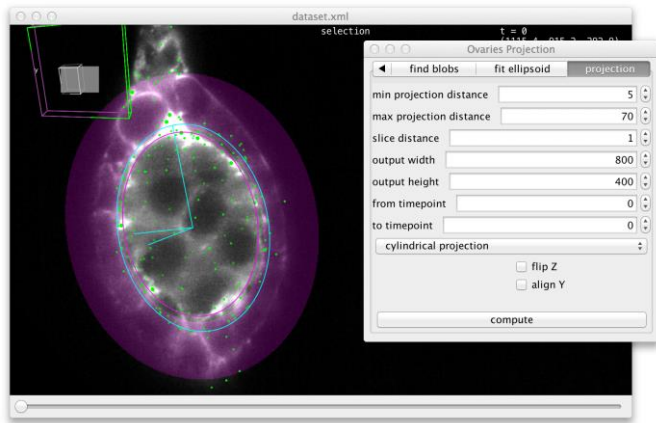 dataset.xml
selection
t = 0
Ovaries Projection
find blobs
fit ellipsoid
projection
min projection distance 5
max projection distance 70
slice distance 1
output width 800
output height 400
from timepoint 0
to timepoint 0
cylindrical projection
flip Z
align Y
compute